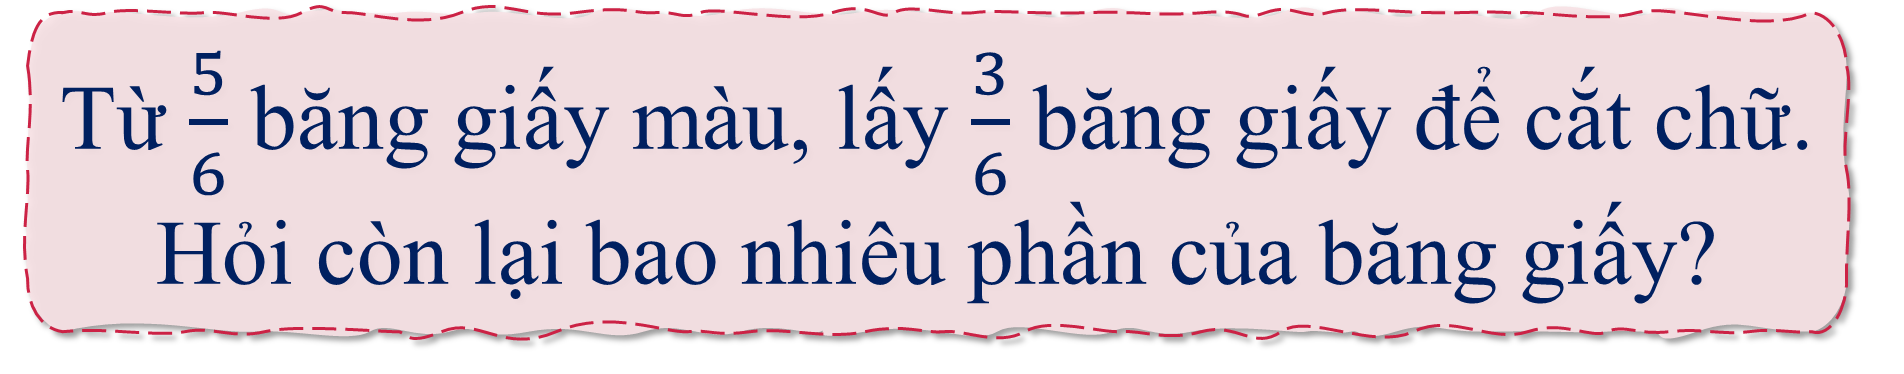 Từ 5/6 băng giấy màu, lấy 3/6 băng giấy để cắt chữ.
Hỏi còn lại bao nhiêu phần của băng giấy?